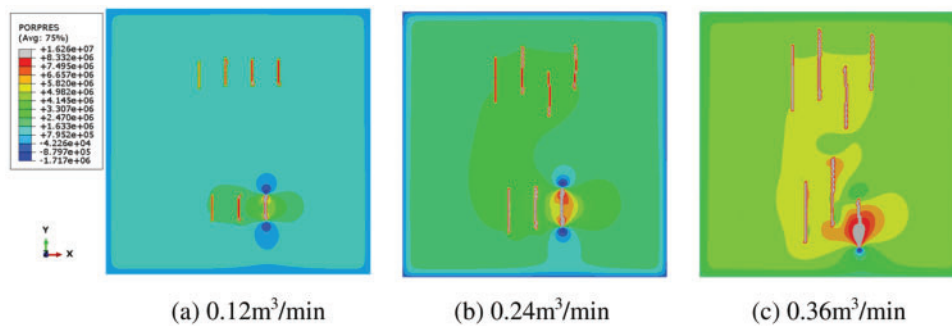 PORPRES
(Avg: 75%)
+1.626e+07
+8.332e+06
+7.495e+06
+6.657e+06
+5.820e+06
+4.982e+06
+4.145e+06
+3.307e+06
+2.470e+06
+1.633e+06
+7.952e+05
-4.226e+04
-8.797e+05
-1.717e+06
Y
X
(a) 0.12m³/min
(b) 0.24m³/min
(c) 0.36m³/min